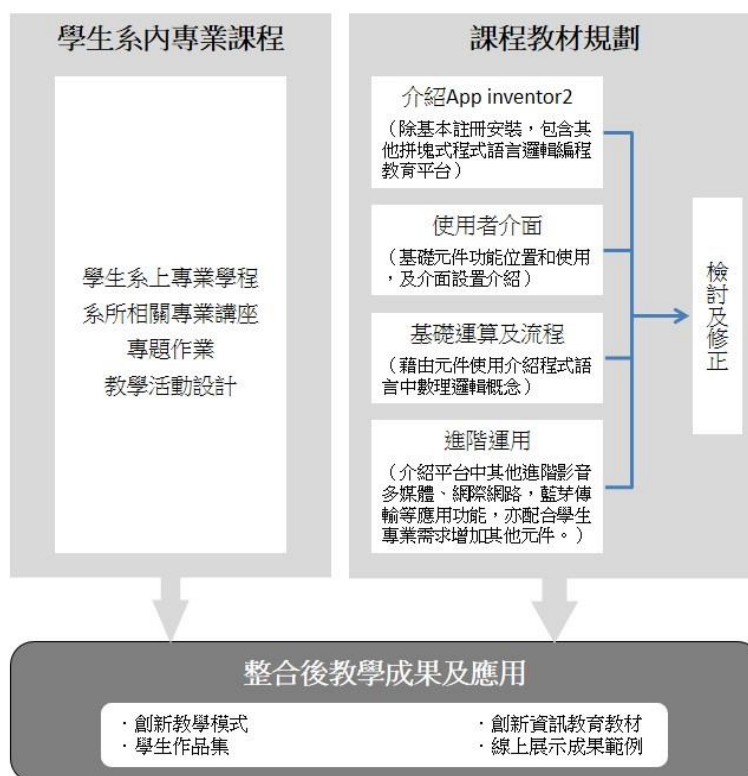 學生系內專業課程
學生系上專業學程
系所相關專業講座
專題作業
教學活動設計
課程教材規劃
介紹App inventor2
（除基本註冊安裝，包含其
他拼塊式程式語言邏輯編程
教育平台）
使用者介面
（基礎元件功能位置和使用
，及介面設置介紹）
基礎運算及流程
（藉由元件使用介紹程式語
言中數理邏輯概念）
進階運用
（介紹平台中其他進階影音
多媒體、網際網路，藍芽傳
輸等應用功能，亦配合學生
專業需求增加其他元件。）
檢討及修正
整合後教學成果及應用
·創新教學模式
·學生作品集
·創新資訊教育教材
·線上展示成果範例